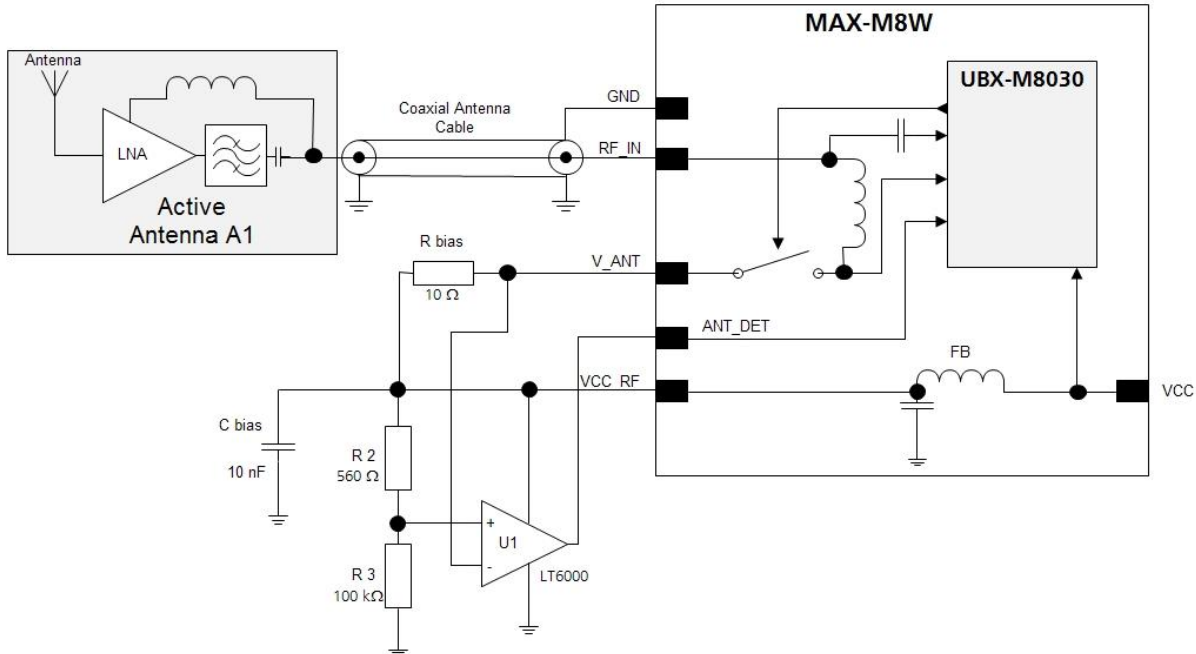 MAX-M8W
Antenna
UBX-M8030
LNA
Active
Antenna A1
Coaxial Antenna
Cable
GND
RF_IN
R bias
10 Ω
V_ANT
ANT_DET
FB
VCC_RF
VCC
C bias
10 nF
R 2
560 Ω
+
U1
-
LT6000
R 3
100 kΩ